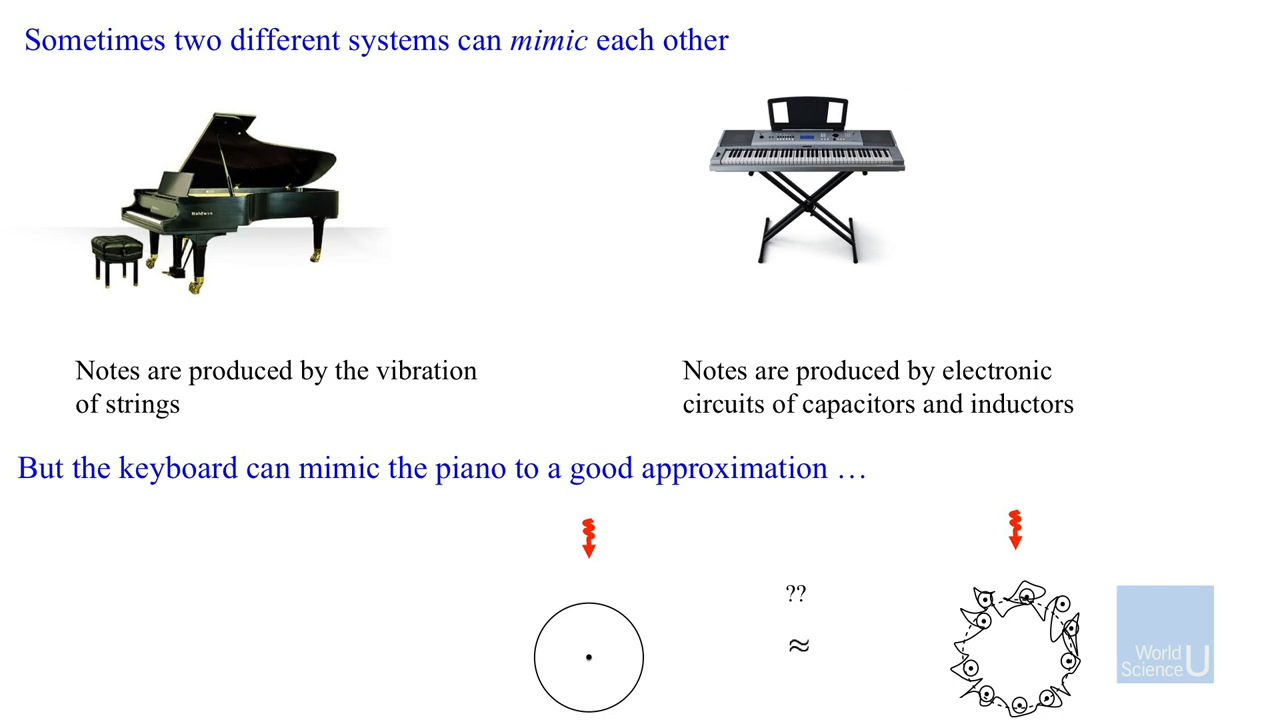 Sometimes two different systems can mimic each other
Baldwin
Notes are produced by the vibration
of strings
Notes are produced by electronic
circuits of capacitors and inductors
But the keyboard can mimic the piano to a good approximation …
??
≈
World
Science U